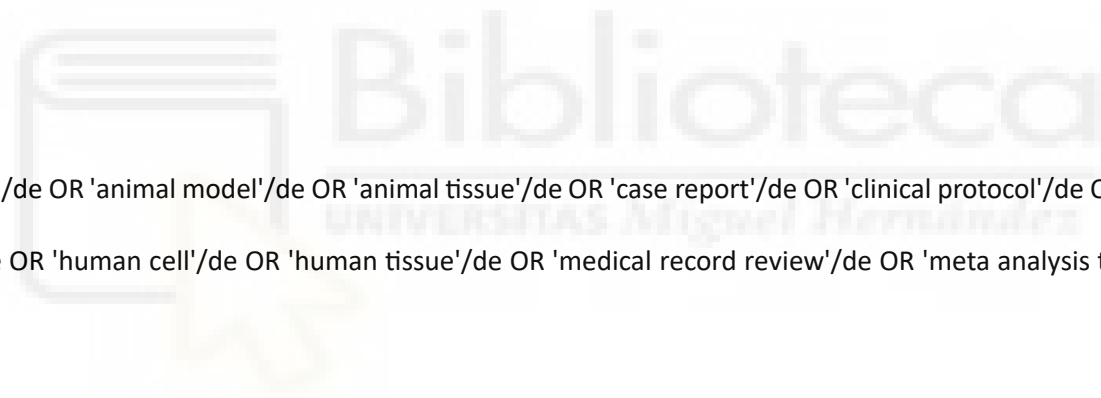 Biblioteca
UNIVERSITAS Miguel Hernández
'/de OR 'animal model'/de OR 'animal tissue'/de OR 'case report'/de OR 'clinical protocol'/de O
OR 'human cell'/de OR 'human tissue'/de OR 'medical record review'/de OR 'meta analysis